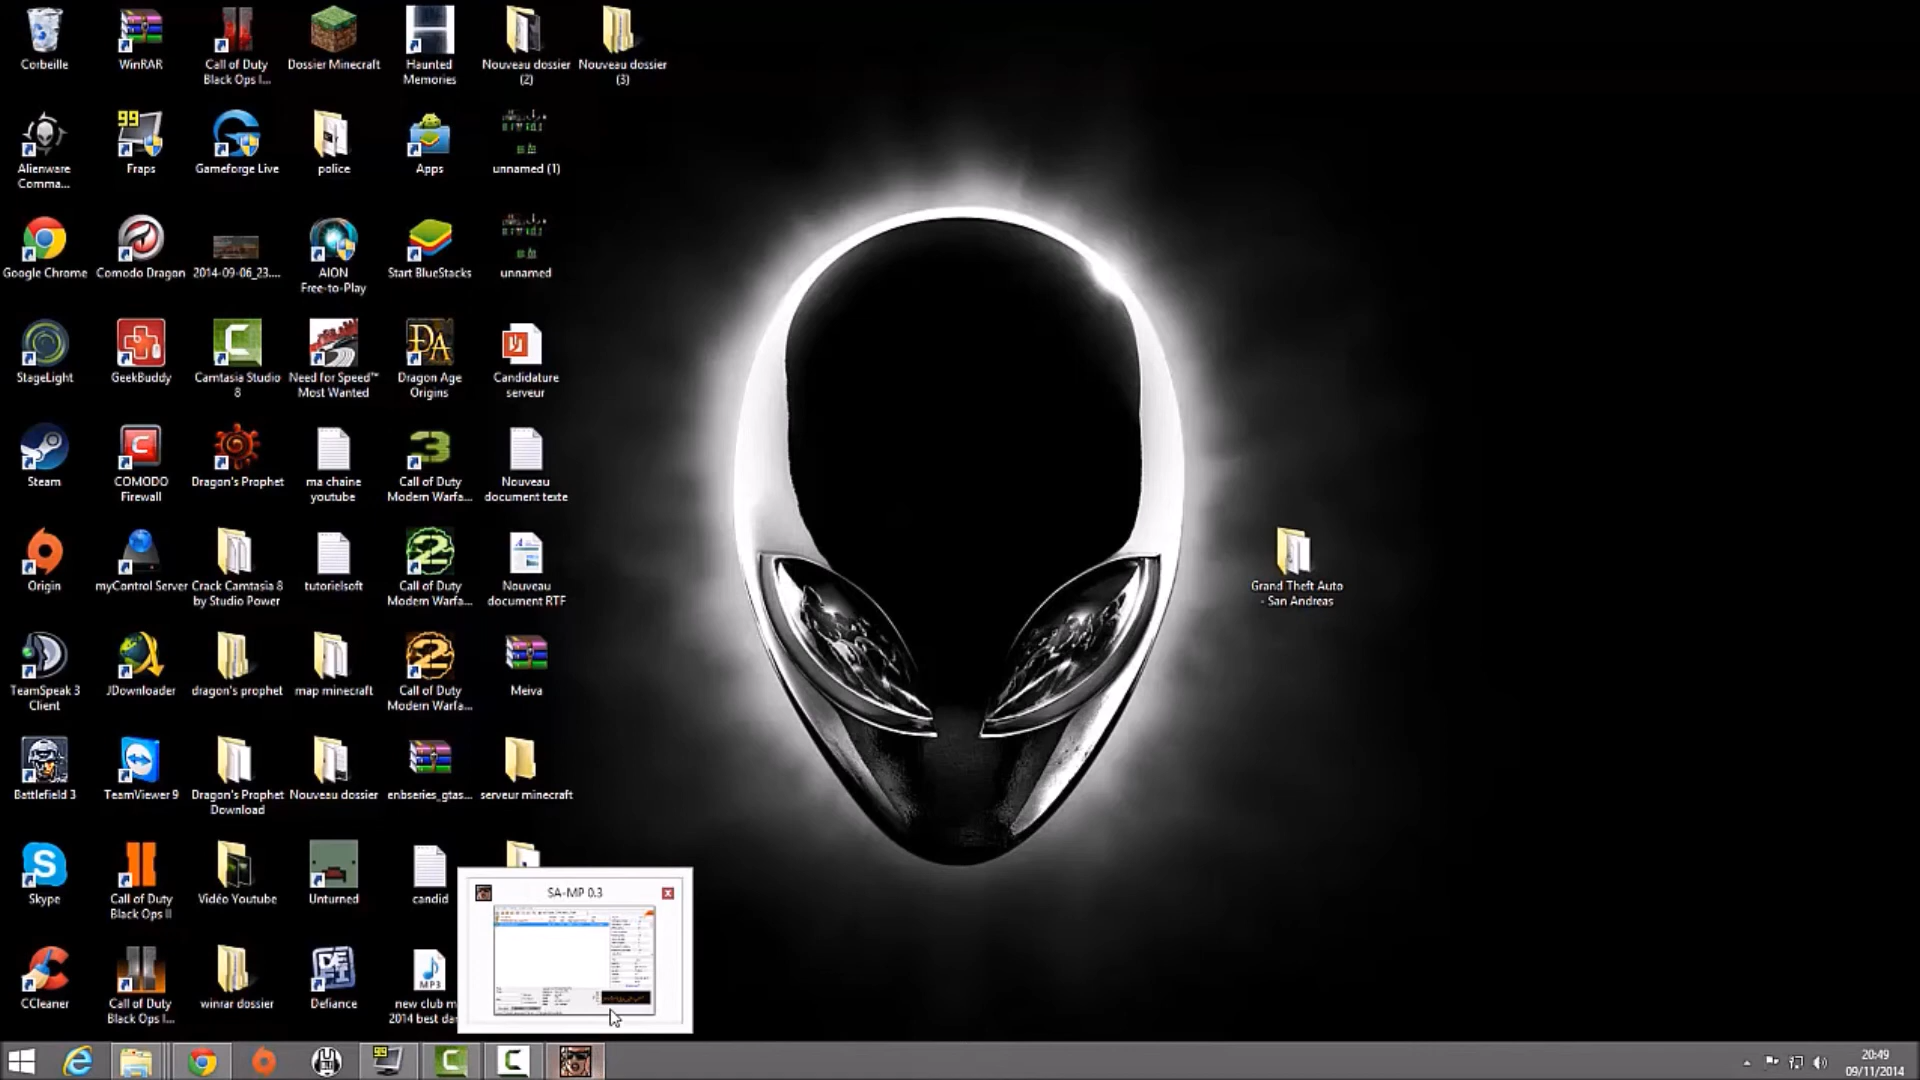 Corbeille
WinRAR
Call of Duty
Black Ops I...
Dossier Minecraft
Haunted
Memories
Nouveau dossier
(2)
Nouveau dossier
(3)
Alienware
Comma...
99
Fraps
Gameforge Live
police
Apps
unnamed (1)
Google Chrome
Comodo Dragon
2014-09-06_23....
AION
Free-to-Play
Start BlueStacks
unnamed
StageLight
GeekBuddy
Camtasia Studio
8
Need for Speed™
Most Wanted
DA
Dragon Age
Origins
Candidature
serveur
Steam
COMODO
Firewall
Dragon's Prophet
ma chaine
youtube
3
Call of Duty
Modern Warfa...
Nouveau
document texte
Origin
myControl Server
Crack Camtasia 8
by Studio Power
tutorielsoft
2
Call of Duty
Modern Warfa...
Nouveau
document RTF
Grand Theft Auto
- San Andreas
TeamSpeak 3
Client
JDownloader
dragon's prophet
map minecraft
2
Call of Duty
Modern Warfa...
Meiva
Battlefield 3
TeamViewer 9
Dragon's Prophet
Download
Nouveau dossier
enbseries_gtas...
serveur minecraft
Skype
Call of Duty
Black Ops II
Vidéo Youtube
Unturned
candid
SA-MP 0.3
CCleaner
Call of Duty
Black Ops I...
winrar dossier
DEFI
Defiance
MP3
new club m
2014 best da
99
20:49
09/11/2014